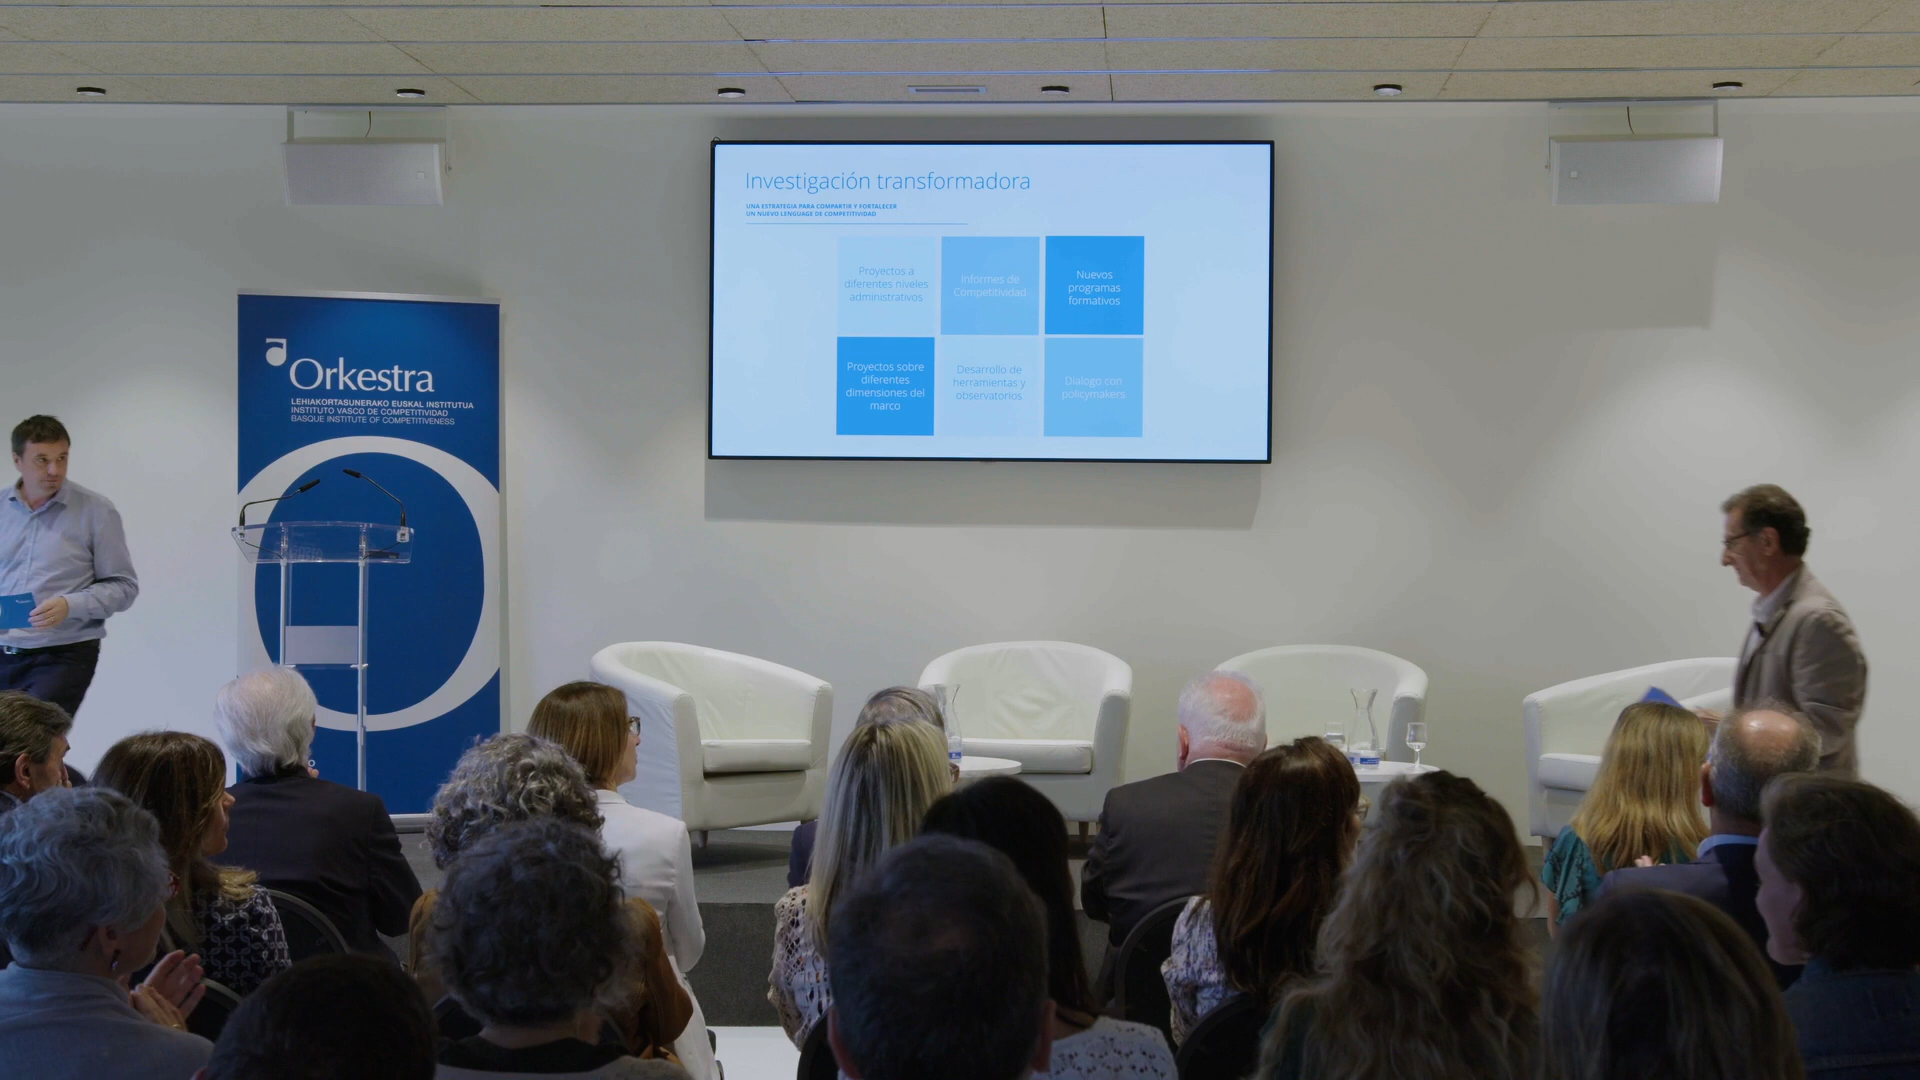 Investigación transformadora
UNA ESTRATEGIA PARA COMPARTIR Y FORTALECER
UN NUEVO LENGUAGE DE COMPETITIVIDAD
Proyectos a
diferentes niveles
administrativos
Informes de
Competitividad
Nuevos
programas
formativos
Proyectos sobre
diferentes
dimensiones del
marco
Desarrollo de
herramientas y
observatorios
Dialogo con
policymakers
Orkestra
LEHIAKORTASUNERAKO EUSKAL INSTITUTUA
INSTITUTO VASCO DE COMPETITIVIDAD
BASQUE INSTITUTE OF COMPETITIVENESS